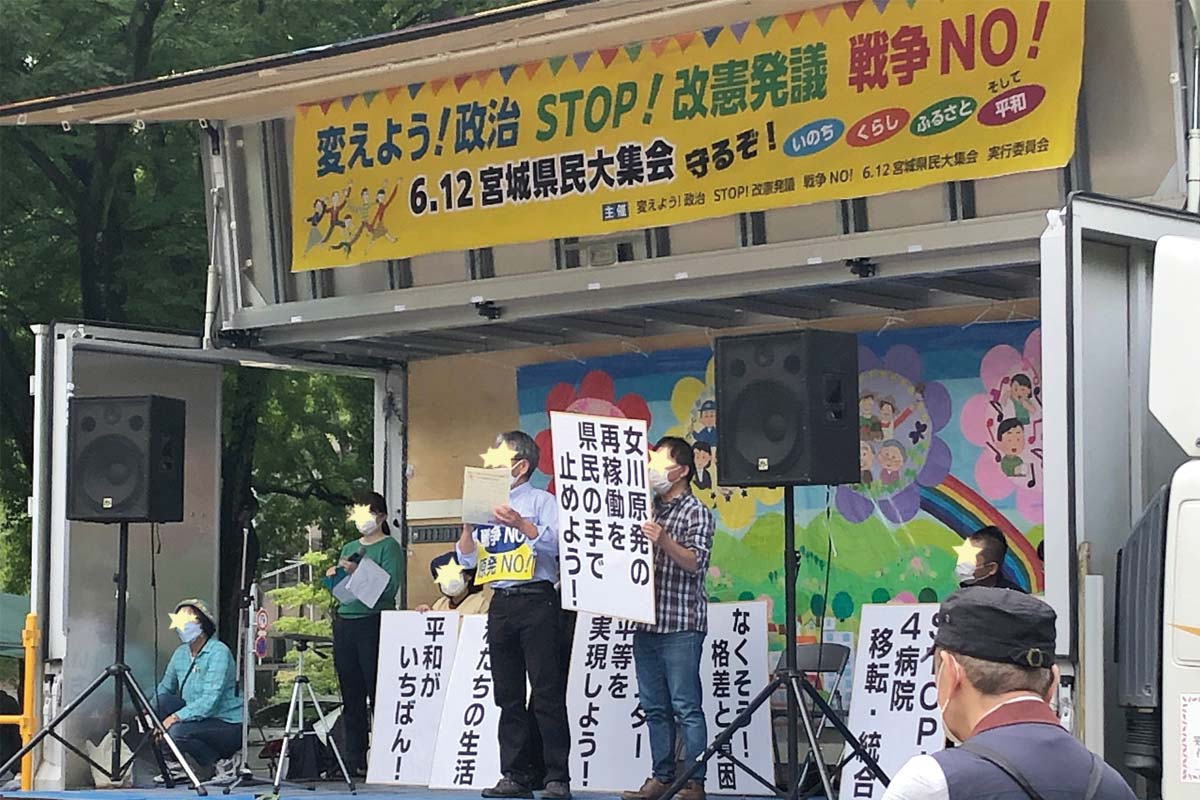 変えよう!政治 STOP!改憲発議 戦争NO!
6.12宮城県民大集会 守るぞ! いのち くらし ふるさと そして 平和
主催 変えよう!政治 STOP!改憲発議 戦争NO! 6.12宮城県民大集会 実行委員会
女川原発の
再稼働を
県民の手で
止めよう!
戦争NO!
原発NO!
平和が
いちばん!
たちの生活
平等を
実現しよう!
なくそう!
格差と貧困
STOP!
4病院
移転・統合